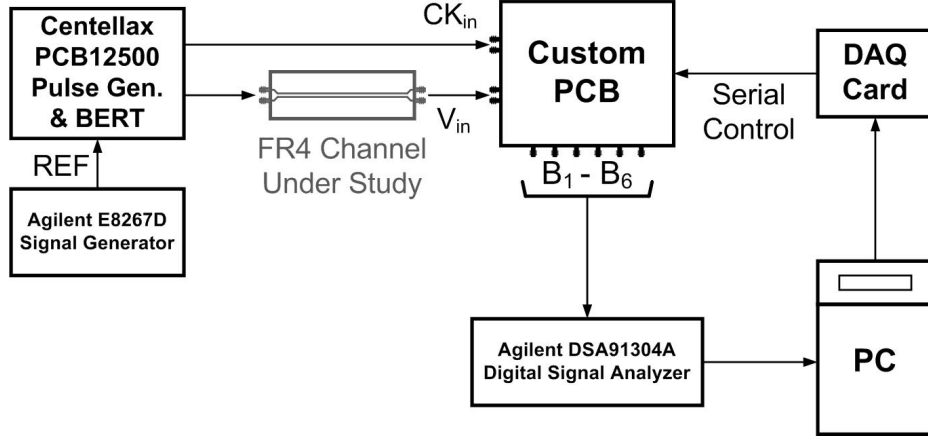 Centellax
PCB12500
Pulse Gen.
& BERT
CKin
Vin
FR4 Channel
Under Study
REF
Agilent E8267D
Signal Generator
Custom
PCB
B1 - B6
Serial
Control
DAQ
Card
Agilent DSA91304A
Digital Signal Analyzer
PC